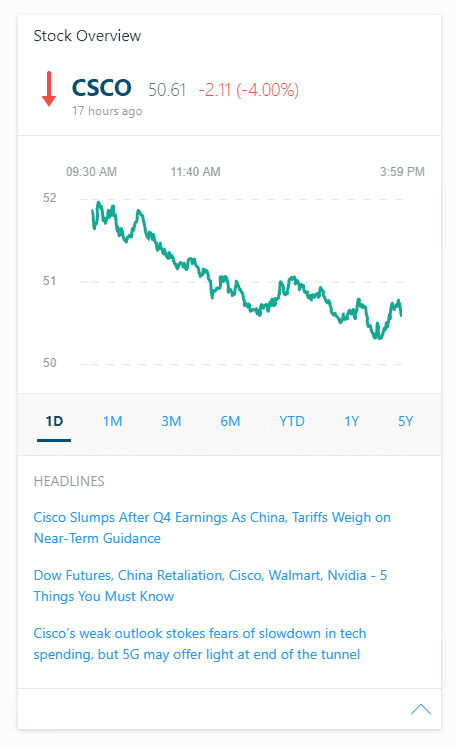 Stock Overview
CSCO 50.61 -2.11 (-4.00%)
17 hours ago
09:30 AM 11:40 AM 3:59 PM
52
51
50
1D 1M 3M 6M YTD 1Y 5Y
HEADLINES
Cisco Slumps After Q4 Earnings As China, Tariffs Weigh on
Near-Term Guidance
Dow Futures, China Retaliation, Cisco, Walmart, Nvidia - 5
Things You Must Know
Cisco’s weak outlook stokes fears of slowdown in tech
spending, but 5G may offer light at end of the tunnel